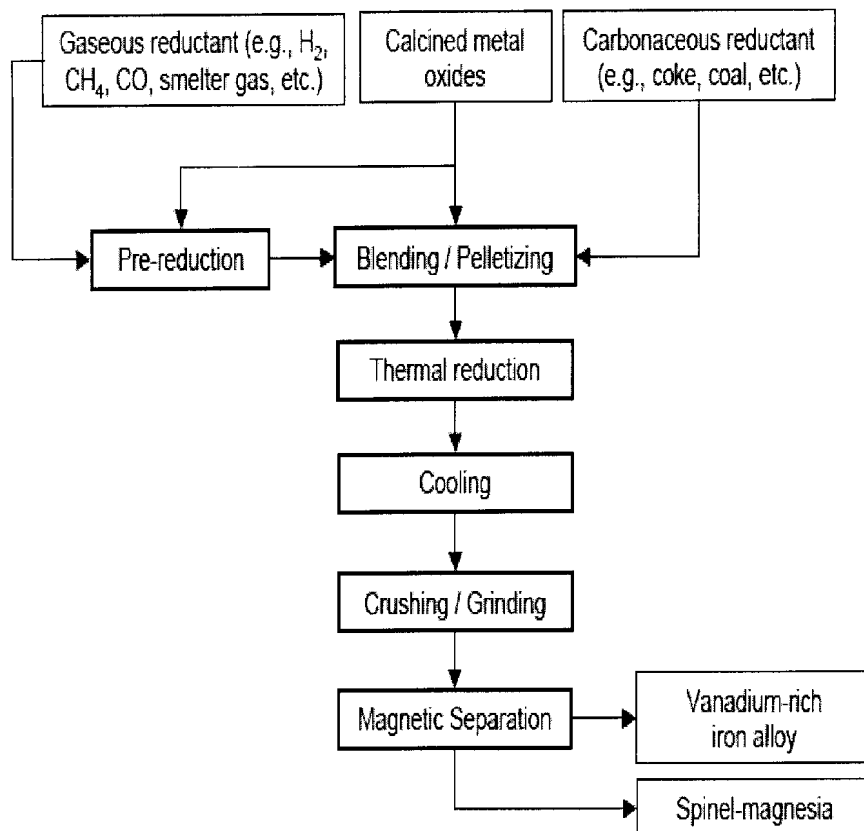 Gaseous reductant (e.g., H₂,
CH₄, CO, smelter gas, etc.)
Calcined metal
oxides
Carbonaceous reductant
(e.g., coke, coal, etc.)
Pre-reduction
Blending / Pelletizing
Thermal reduction
Cooling
Crushing / Grinding
Magnetic Separation
Vanadium-rich
iron alloy
Spinel-magnesia